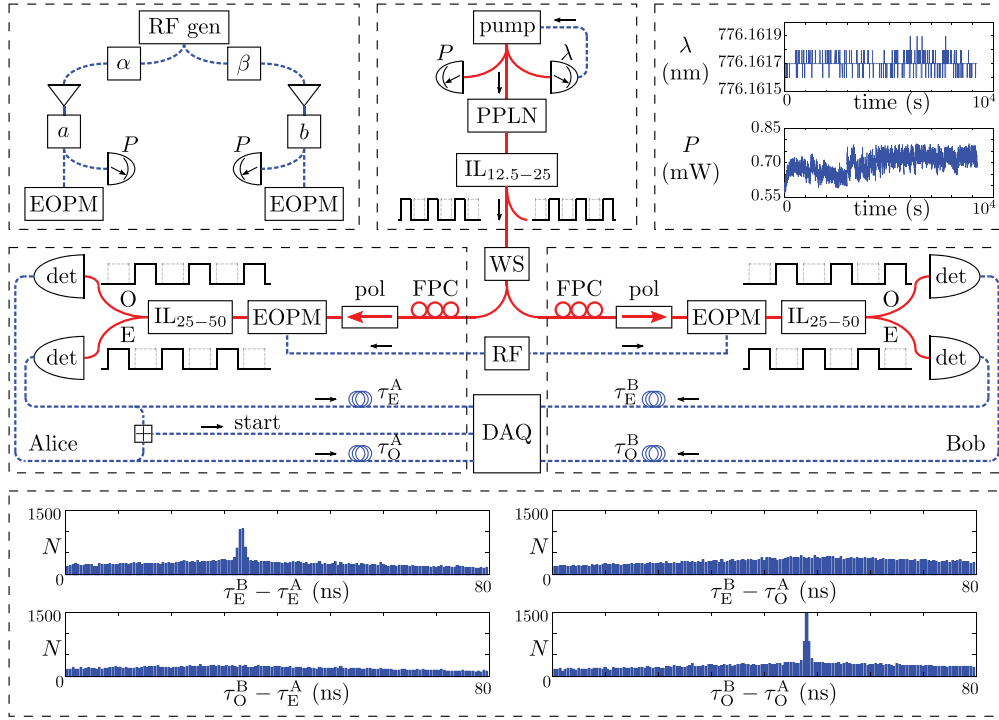 RF gen
α
β
a
b
P
P
EOPM
EOPM
pump
P
λ
PPLN
IL12.5−25
λ
(nm)
776.1619
776.1617
776.1615
0
10^4
time (s)
P
(mW)
0.85
0.70
0.55
0
10^4
time (s)
WS
det
O
E
det
IL25−50
EOPM
pol
FPC
FPC
pol
EOPM
IL25−50
O
E
det
det
RF
τ_E^A
τ_E^B
start
DAQ
Alice
τ_O^A
τ_O^B
Bob
1500
N
0
80
τ_E^B − τ_E^A (ns)
1500
N
0
80
τ_E^B − τ_O^A (ns)
1500
N
0
80
τ_O^B − τ_E^A (ns)
1500
N
0
80
τ_O^B − τ_O^A (ns)